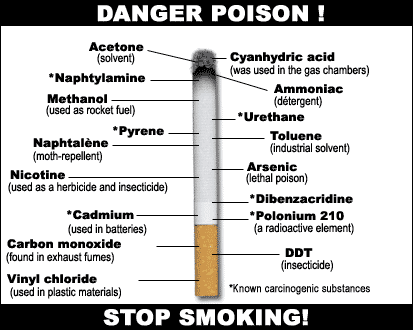 DANGER POISON !
Acetone
(solvent)
*Naphtylamine
Methanol
(used as rocket fuel)
*Pyrene
Naphtalène
(moth-repellent)
Nicotine
(used as a herbicide and insecticide)
*Cadmium
(used in batteries)
Carbon monoxide
(found in exhaust fumes)
Vinyl chloride
(used in plastic materials)
Cyanhydric acid
(was used in the gas chambers)
Ammoniac
(détergent)
*Urethane
Toluene
(industrial solvent)
Arsenic
(lethal poison)
*Dibenzacridine
*Polonium 210
(a radioactive element)
DDT
(insecticide)
*Known carcinogenic substances
STOP SMOKING!